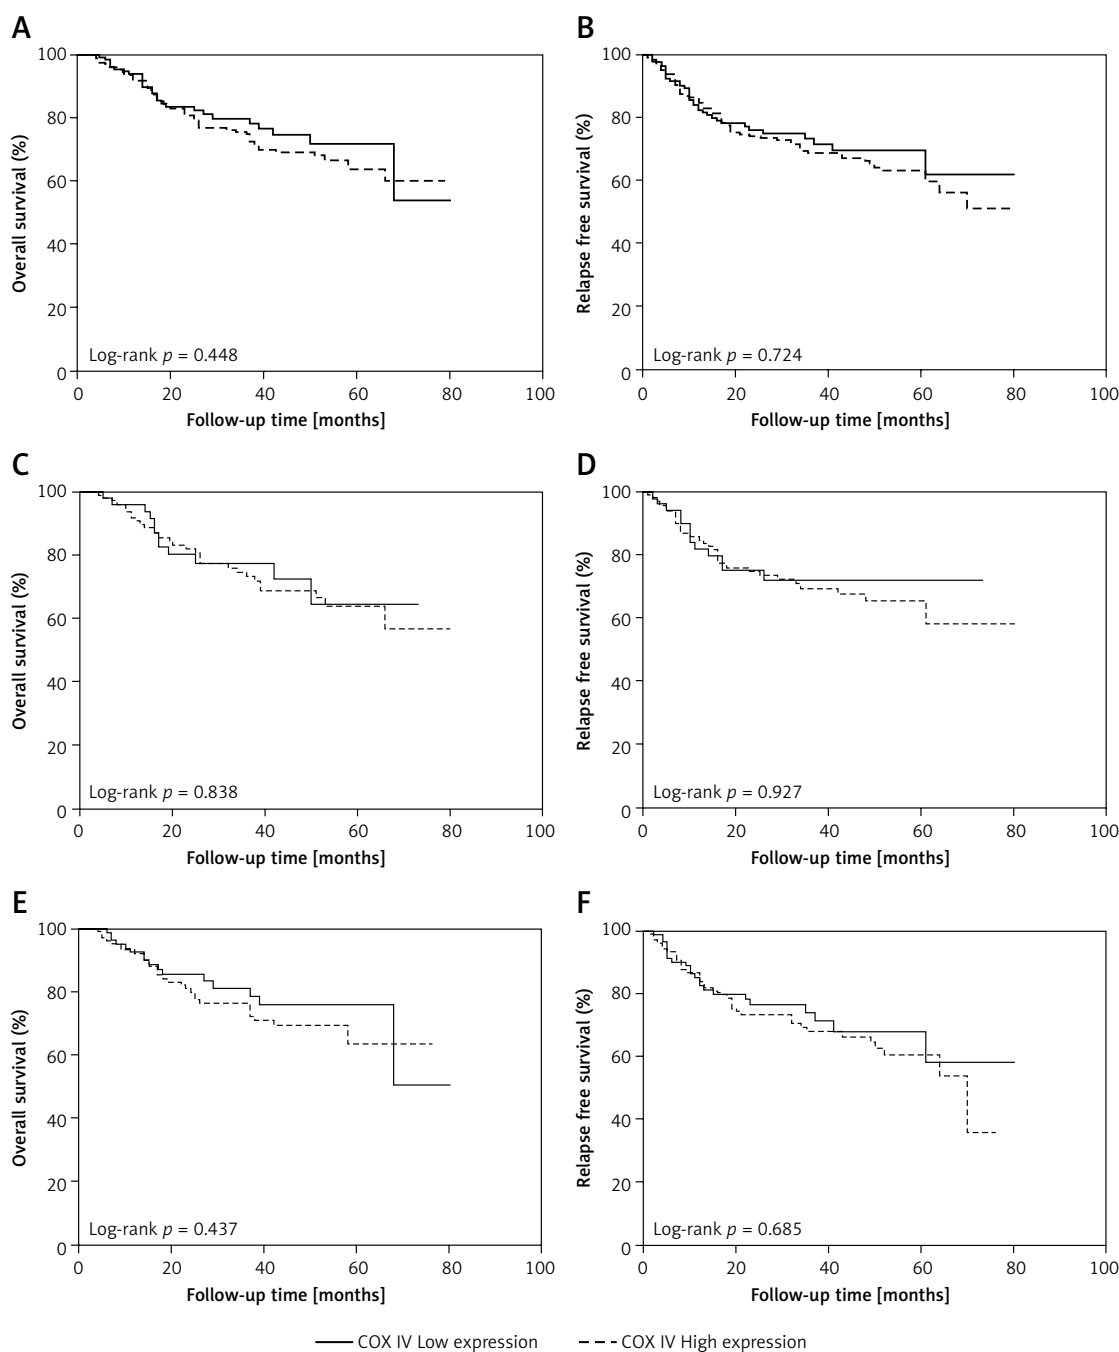 A
B
100
80
60
40
20
0
Overall survival (%)
Log-rank p = 0.448
0 20 40 60 80 100
Follow-up time [months]
100
80
60
40
20
0
Relapse free survival (%)
Log-rank p = 0.724
0 20 40 60 80 100
Follow-up time [months]
C
D
100
80
60
40
20
0
Overall survival (%)
Log-rank p = 0.838
0 20 40 60 80 100
Follow-up time [months]
100
80
60
40
20
0
Relapse free survival (%)
Log-rank p = 0.927
0 20 40 60 80 100
Follow-up time [months]
E
F
100
80
60
40
20
0
Overall survival (%)
Log-rank p = 0.437
0 20 40 60 80 100
Follow-up time [months]
100
80
60
40
20
0
Relapse free survival (%)
Log-rank p = 0.685
0 20 40 60 80 100
Follow-up time [months]
COX IV Low expression
COX IV High expression